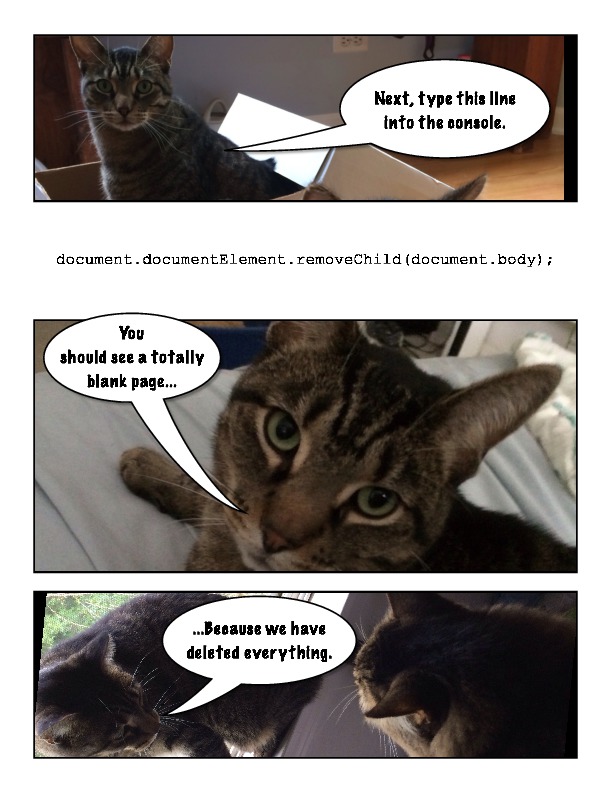 Next, type this line
into the console.
document.documentElement.removeChild(document.body);
You
should see a totally
blank page...
...Because we have
deleted everything.